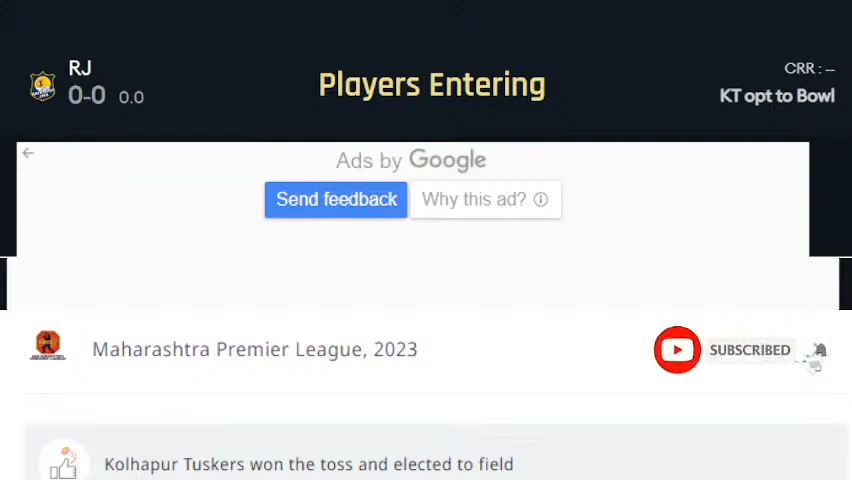 RJ
0-0 0.0
Players Entering
CRR : --
KT opt to Bowl
Ads by Google
Send feedback
Why this ad?
Maharashtra Premier League, 2023
SUBSCRIBED
Kolhapur Tuskers won the toss and elected to field